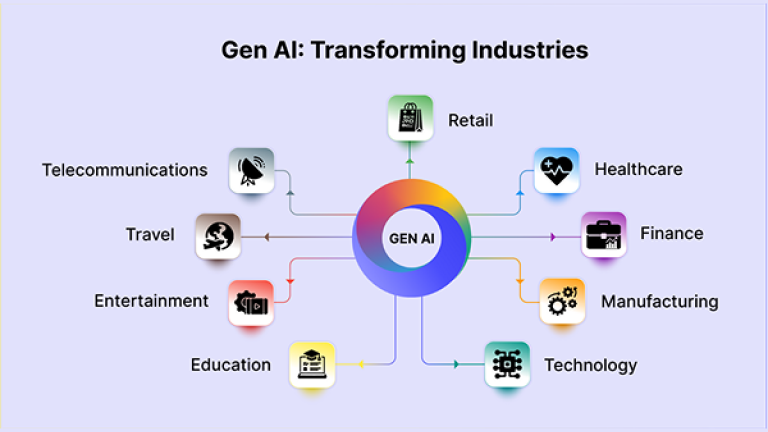 Gen AI: Transforming Industries
Retail
Telecommunications
Healthcare
Travel
GEN AI
Finance
Entertainment
Manufacturing
Education
Technology